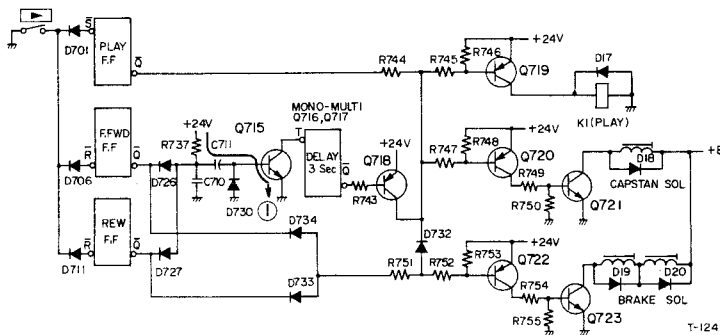 S̅
D701
PLAY
F.F
Q̅
R744
R745
R746
+24V
Q719
D17
K1(PLAY)
MONO-MULTI
Q716,Q717
+24V
R737
C711
Q715
T
DELAY
3 Sec
Q̅
R743
Q718
+24V
R747
R748
+24V
Q720
R749
R750
Q721
D18
CAPSTAN SOL
+B
R̅
F.FWD
F.F
Q̅
D706
D726
C710
D730
1
D734
D732
R̅
REW
F.F
Q̅
D711
D727
D733
R751
R752
R753
+24V
Q722
R754
R755
Q723
D19
D20
BRAKE SOL
T-124